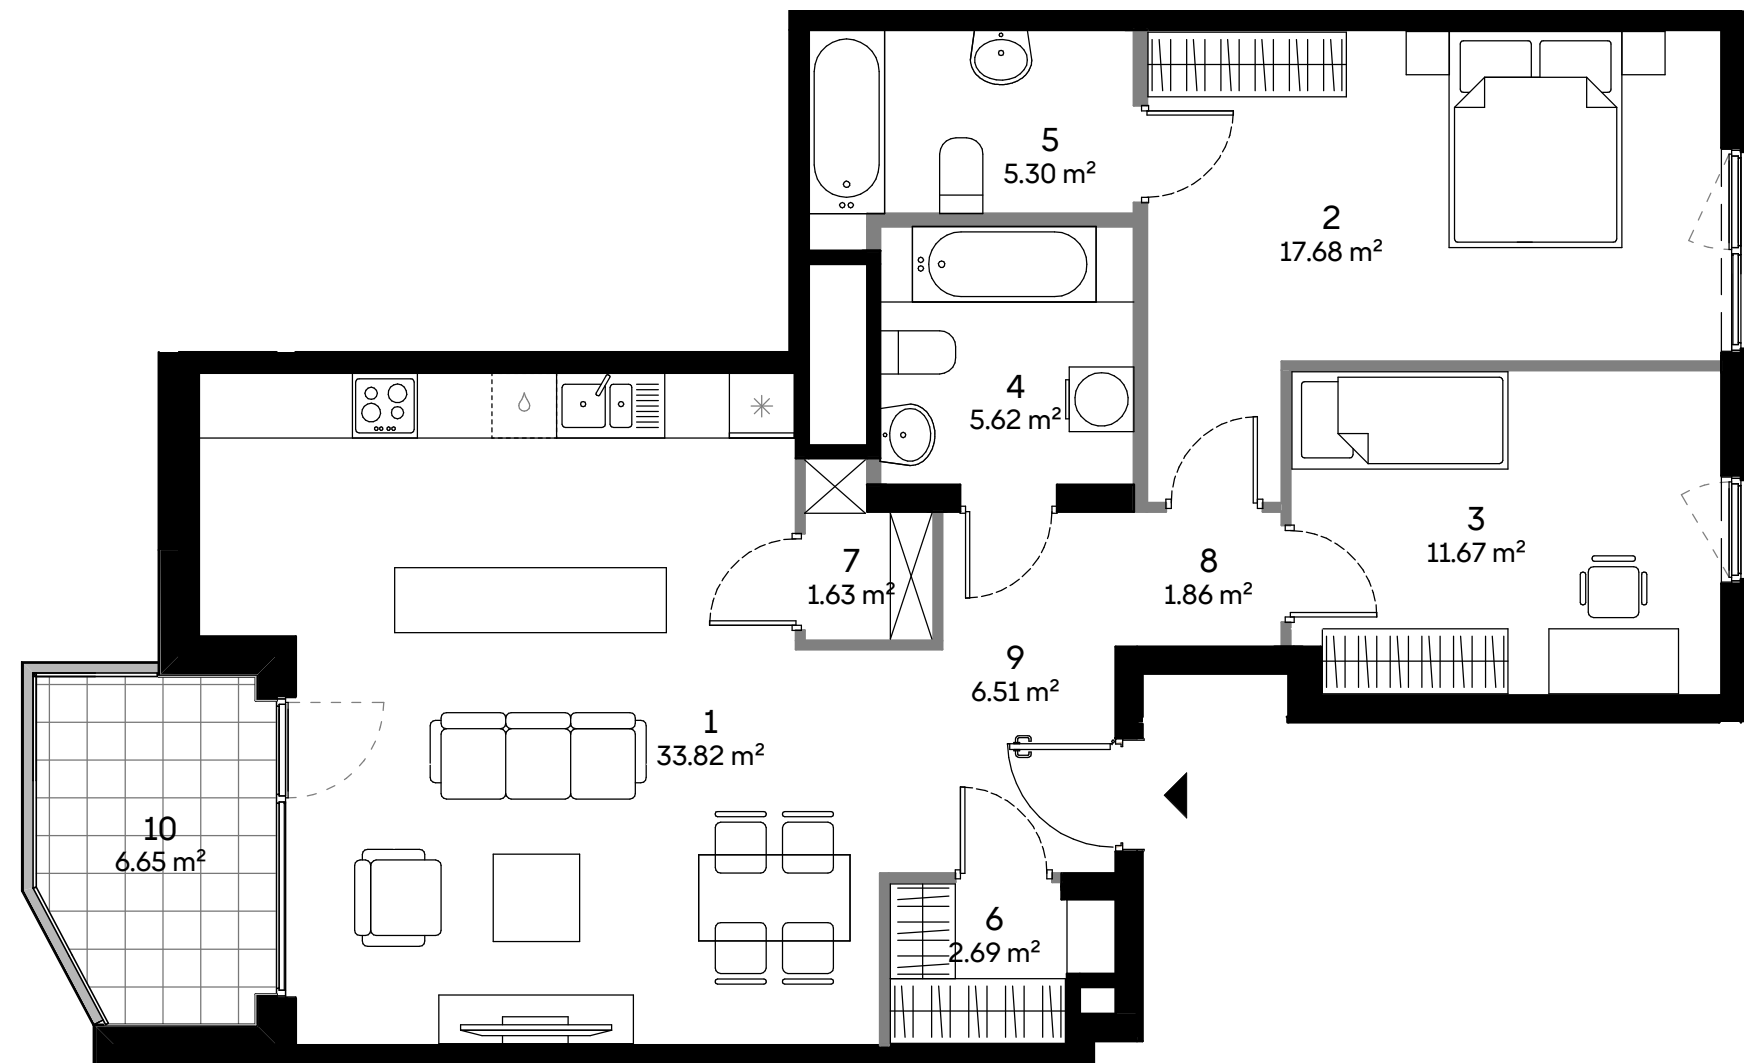 5
5.30 m²
2
17.68 m²
4
5.62 m²
3
11.67 m²
7
1.63 m²
8
1.86 m²
9
6.51 m²
1
33.82 m²
10
6.65 m²
6
2.69 m²